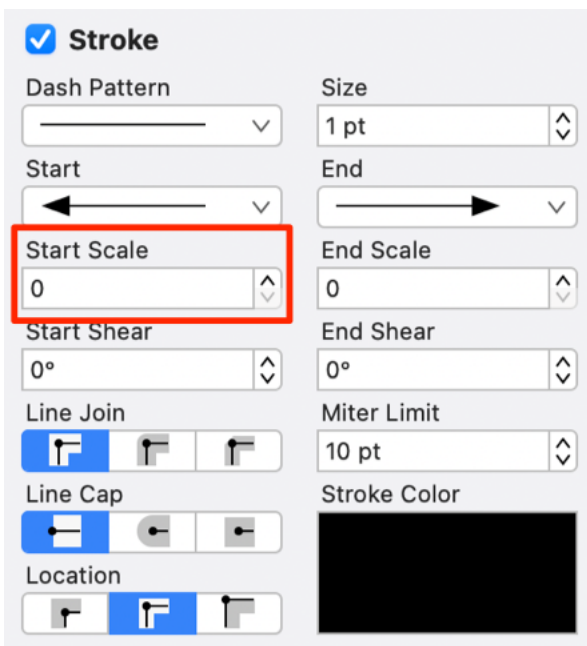 Stroke
Dash Pattern
Size
1 pt
Start
End
Start Scale
End Scale
0
0
Start Shear
End Shear
0°
0°
Line Join
Miter Limit
10 pt
Line Cap
Stroke Color
Location